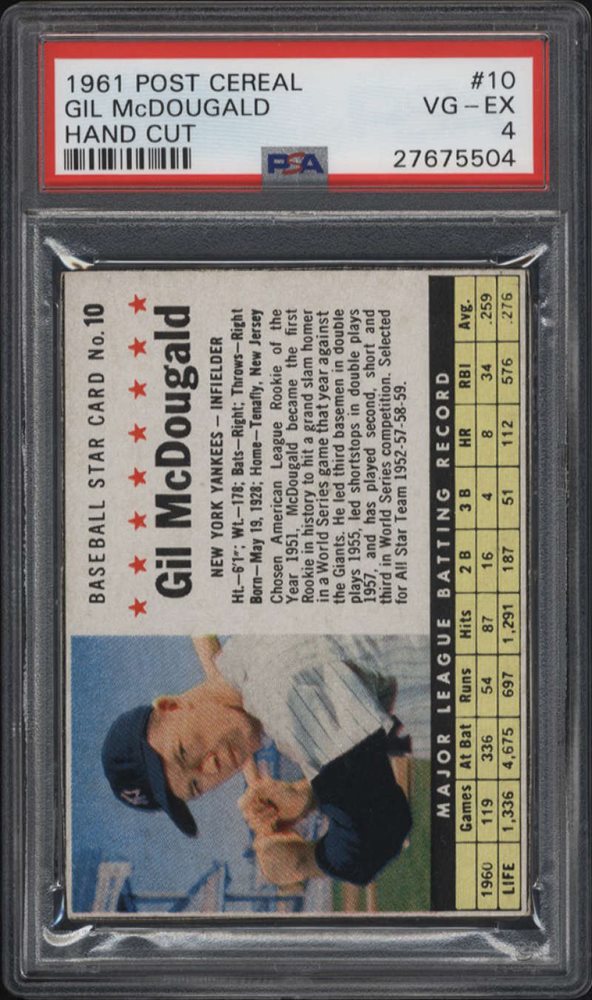 1961 POST CEREAL #10
GIL McDOUGALD VG - EX
HAND CUT 4
PSA 27675504
BASEBALL STAR CARD No. 10
Gil McDougald
NEW YORK YANKEES — INFIELDER
Ht.—6'1"; Wt.—178; Bats—Right; Throws—Right
Born—May 19, 1928; Home—Tenafly, New Jersey
Chosen American League Rookie of the
Year 1951, McDougald became the first
Rookie in history to hit a grand slam homer
in a World Series game that year against
the Giants. He led third basemen in double
plays 1955, led shortstops in double plays
1957, and has played second, short and
third in World Series competition. Selected
for All Star Team 1952-57-58-59.
NY
MAJOR LEAGUE BATTING RECORD
Games At Bat Runs Hits 2 B 3 B HR RBI Avg.
1960 119 336 54 87 16 4 8 34 .259
LIFE 1,336 4,675 697 1,291 187 51 112 576 .276